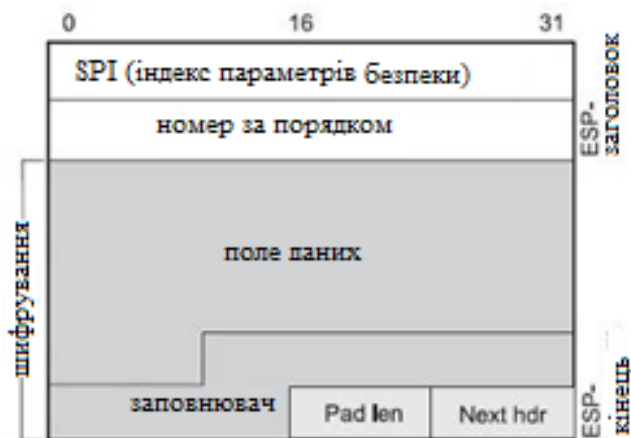 0 16 31
SPI (індекс параметрів безпеки)
номер за порядком
ESP-
заголовок
шифрування
поле даних
заповнювач
Pad len
Next hdr
ESP-
кінець